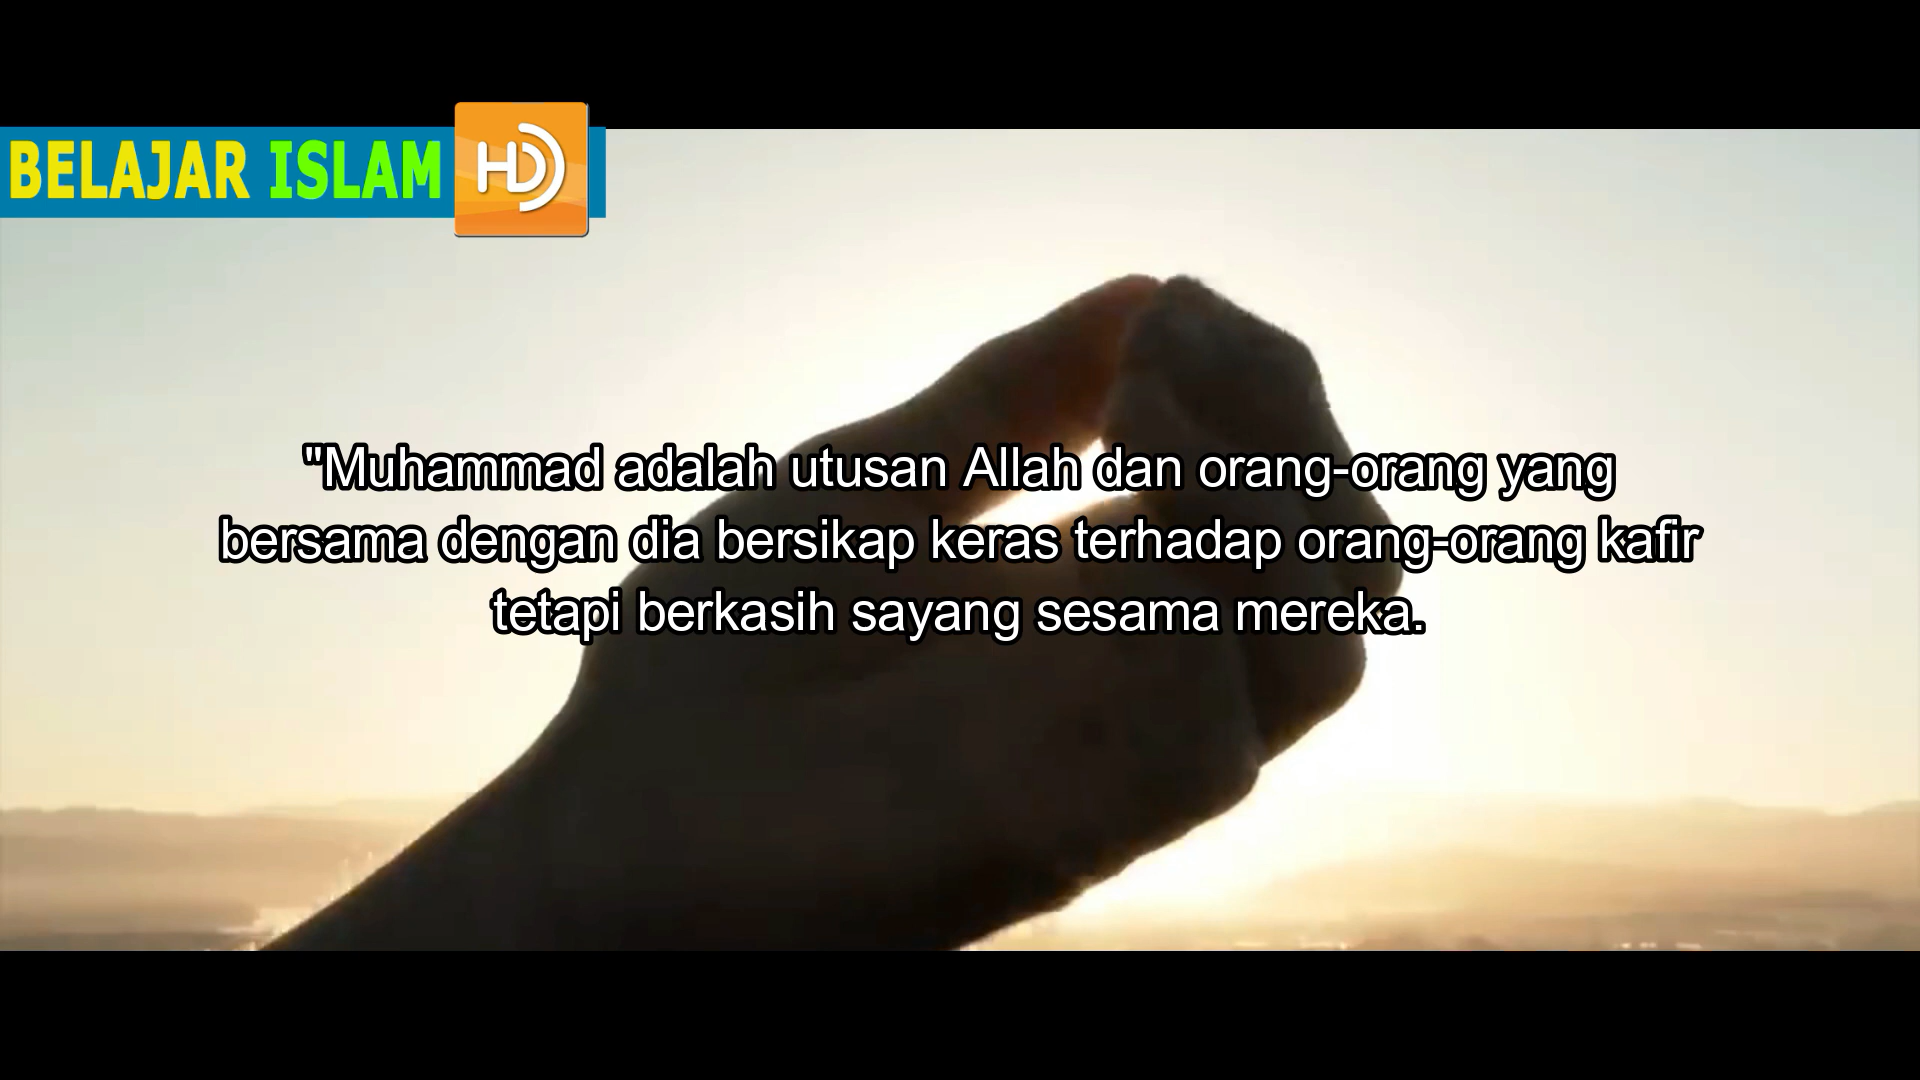 BELAJAR ISLAM HD
"Muhammad adalah utusan Allah dan orang-orang yang
bersama dengan dia bersikap keras terhadap orang-orang kafir
tetapi berkasih sayang sesama mereka.